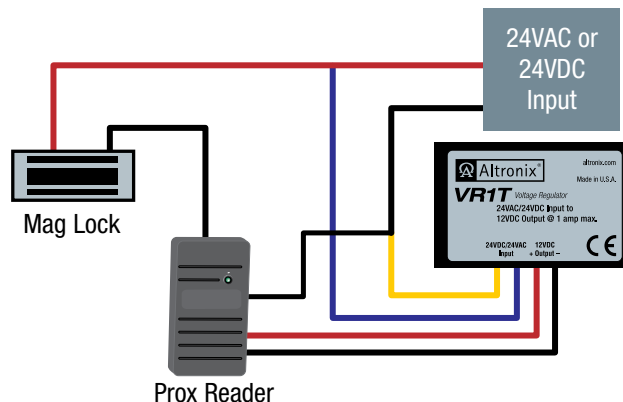 24VAC or
24VDC
Input
Altronix®
altronix.com
Made in U.S.A.
VR1T Voltage Regulator
24VAC/24VDC Input to
12VDC Output @ 1 amp max.
24VDC/24VAC 12VDC
Input + Output –
CE
Mag Lock
Prox Reader